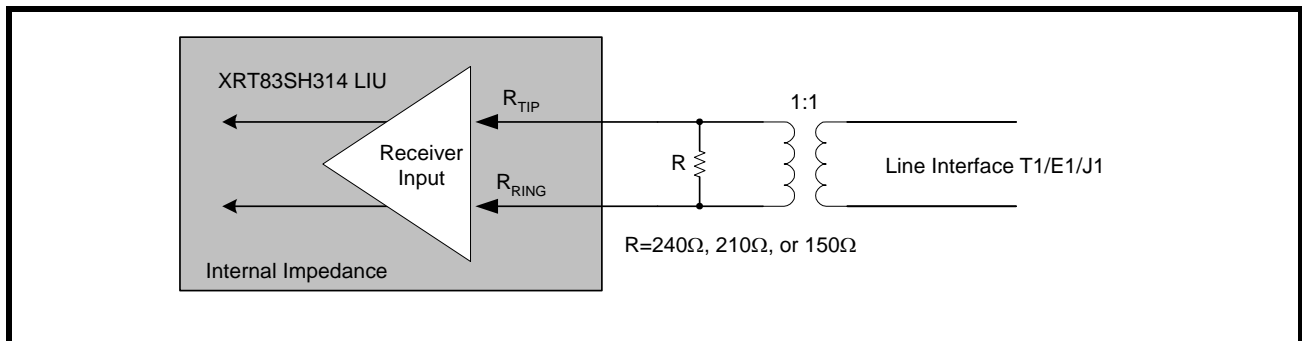 XRT83SH314 LIU
R_TIP
1:1
Receiver
Input
R
Line Interface T1/E1/J1
R_RING
R=240Ω, 210Ω, or 150Ω
Internal Impedance